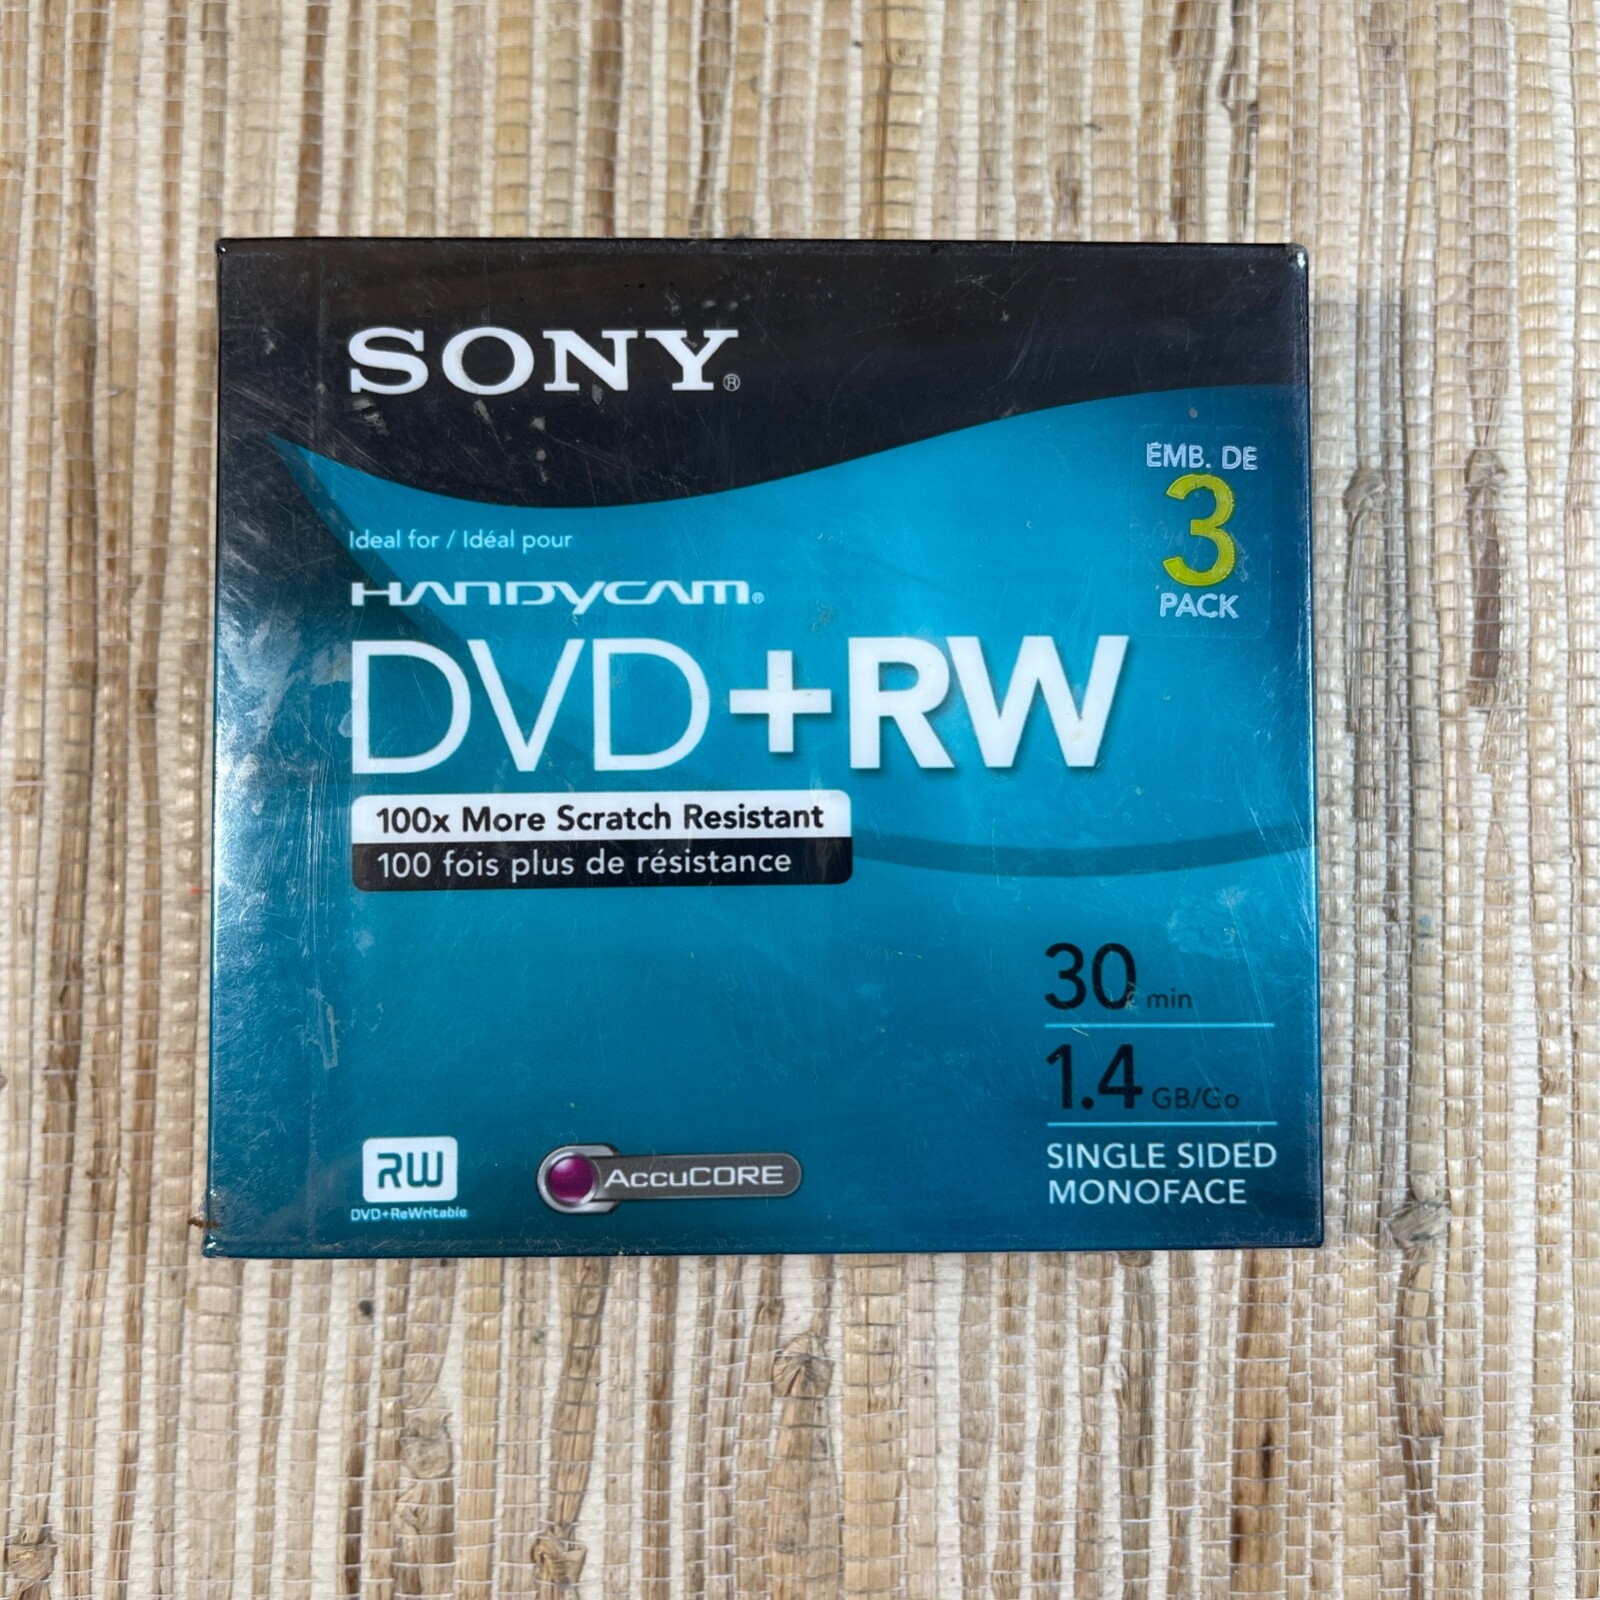 SONY®
EMB. DE
3
PACK
Ideal for / Idéal pour
HANDYCAM®
DVD+RW
100x More Scratch Resistant
100 fois plus de résistance
30 min
1.4 GB/Go
SINGLE SIDED
MONOFACE
RW
DVD+ReWritable
AccuCORE